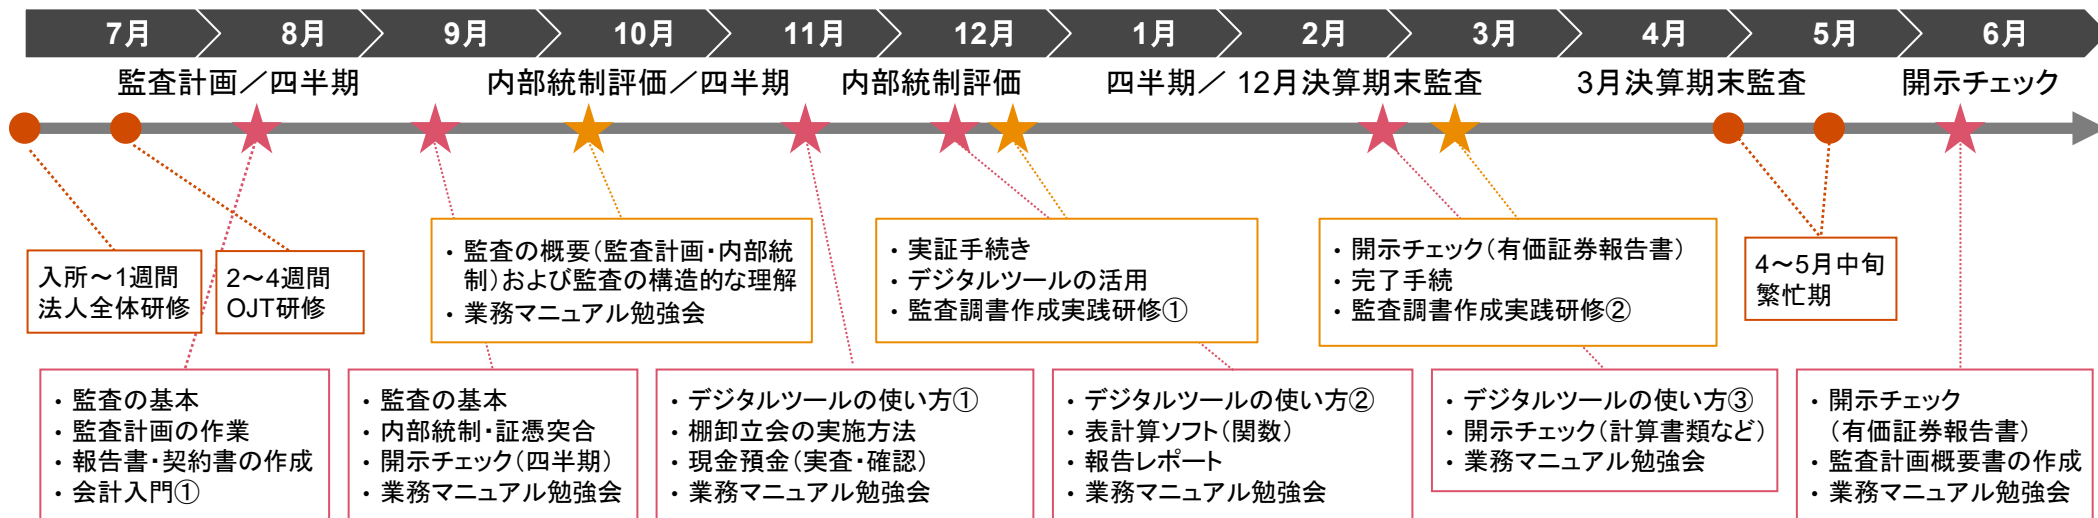 7月
8月
9月
10月
11月
12月
1月
2月
3月
4月
5月
6月
監査計画／四半期
内部統制評価／四半期
内部統制評価
四半期／ 12月決算期末監査
3月決算期末監査
開示チェック
入所～1週間
法人全体研修
2～4週間
OJT研修
・監査の概要（監査計画・内部統
制）および監査の構造的な理解
・業務マニュアル勉強会
・実証手続き
・デジタルツールの活用
・監査調書作成実践研修①
・開示チェック（有価証券報告書）
・完了手続
・監査調書作成実践研修②
4～5月中旬
繁忙期
・監査の基本
・監査計画の作業
・報告書・契約書の作成
・会計入門①
・監査の基本
・内部統制・証憑突合
・開示チェック（四半期）
・業務マニュアル勉強会
・デジタルツールの使い方①
・棚卸立会の実施方法
・現金預金（実査・確認）
・業務マニュアル勉強会
・デジタルツールの使い方②
・表計算ソフト（関数）
・報告レポート
・業務マニュアル勉強会
・デジタルツールの使い方③
・開示チェック（計算書類など）
・業務マニュアル勉強会
・開示チェック
（有価証券報告書）
・監査計画概要書の作成
・業務マニュアル勉強会